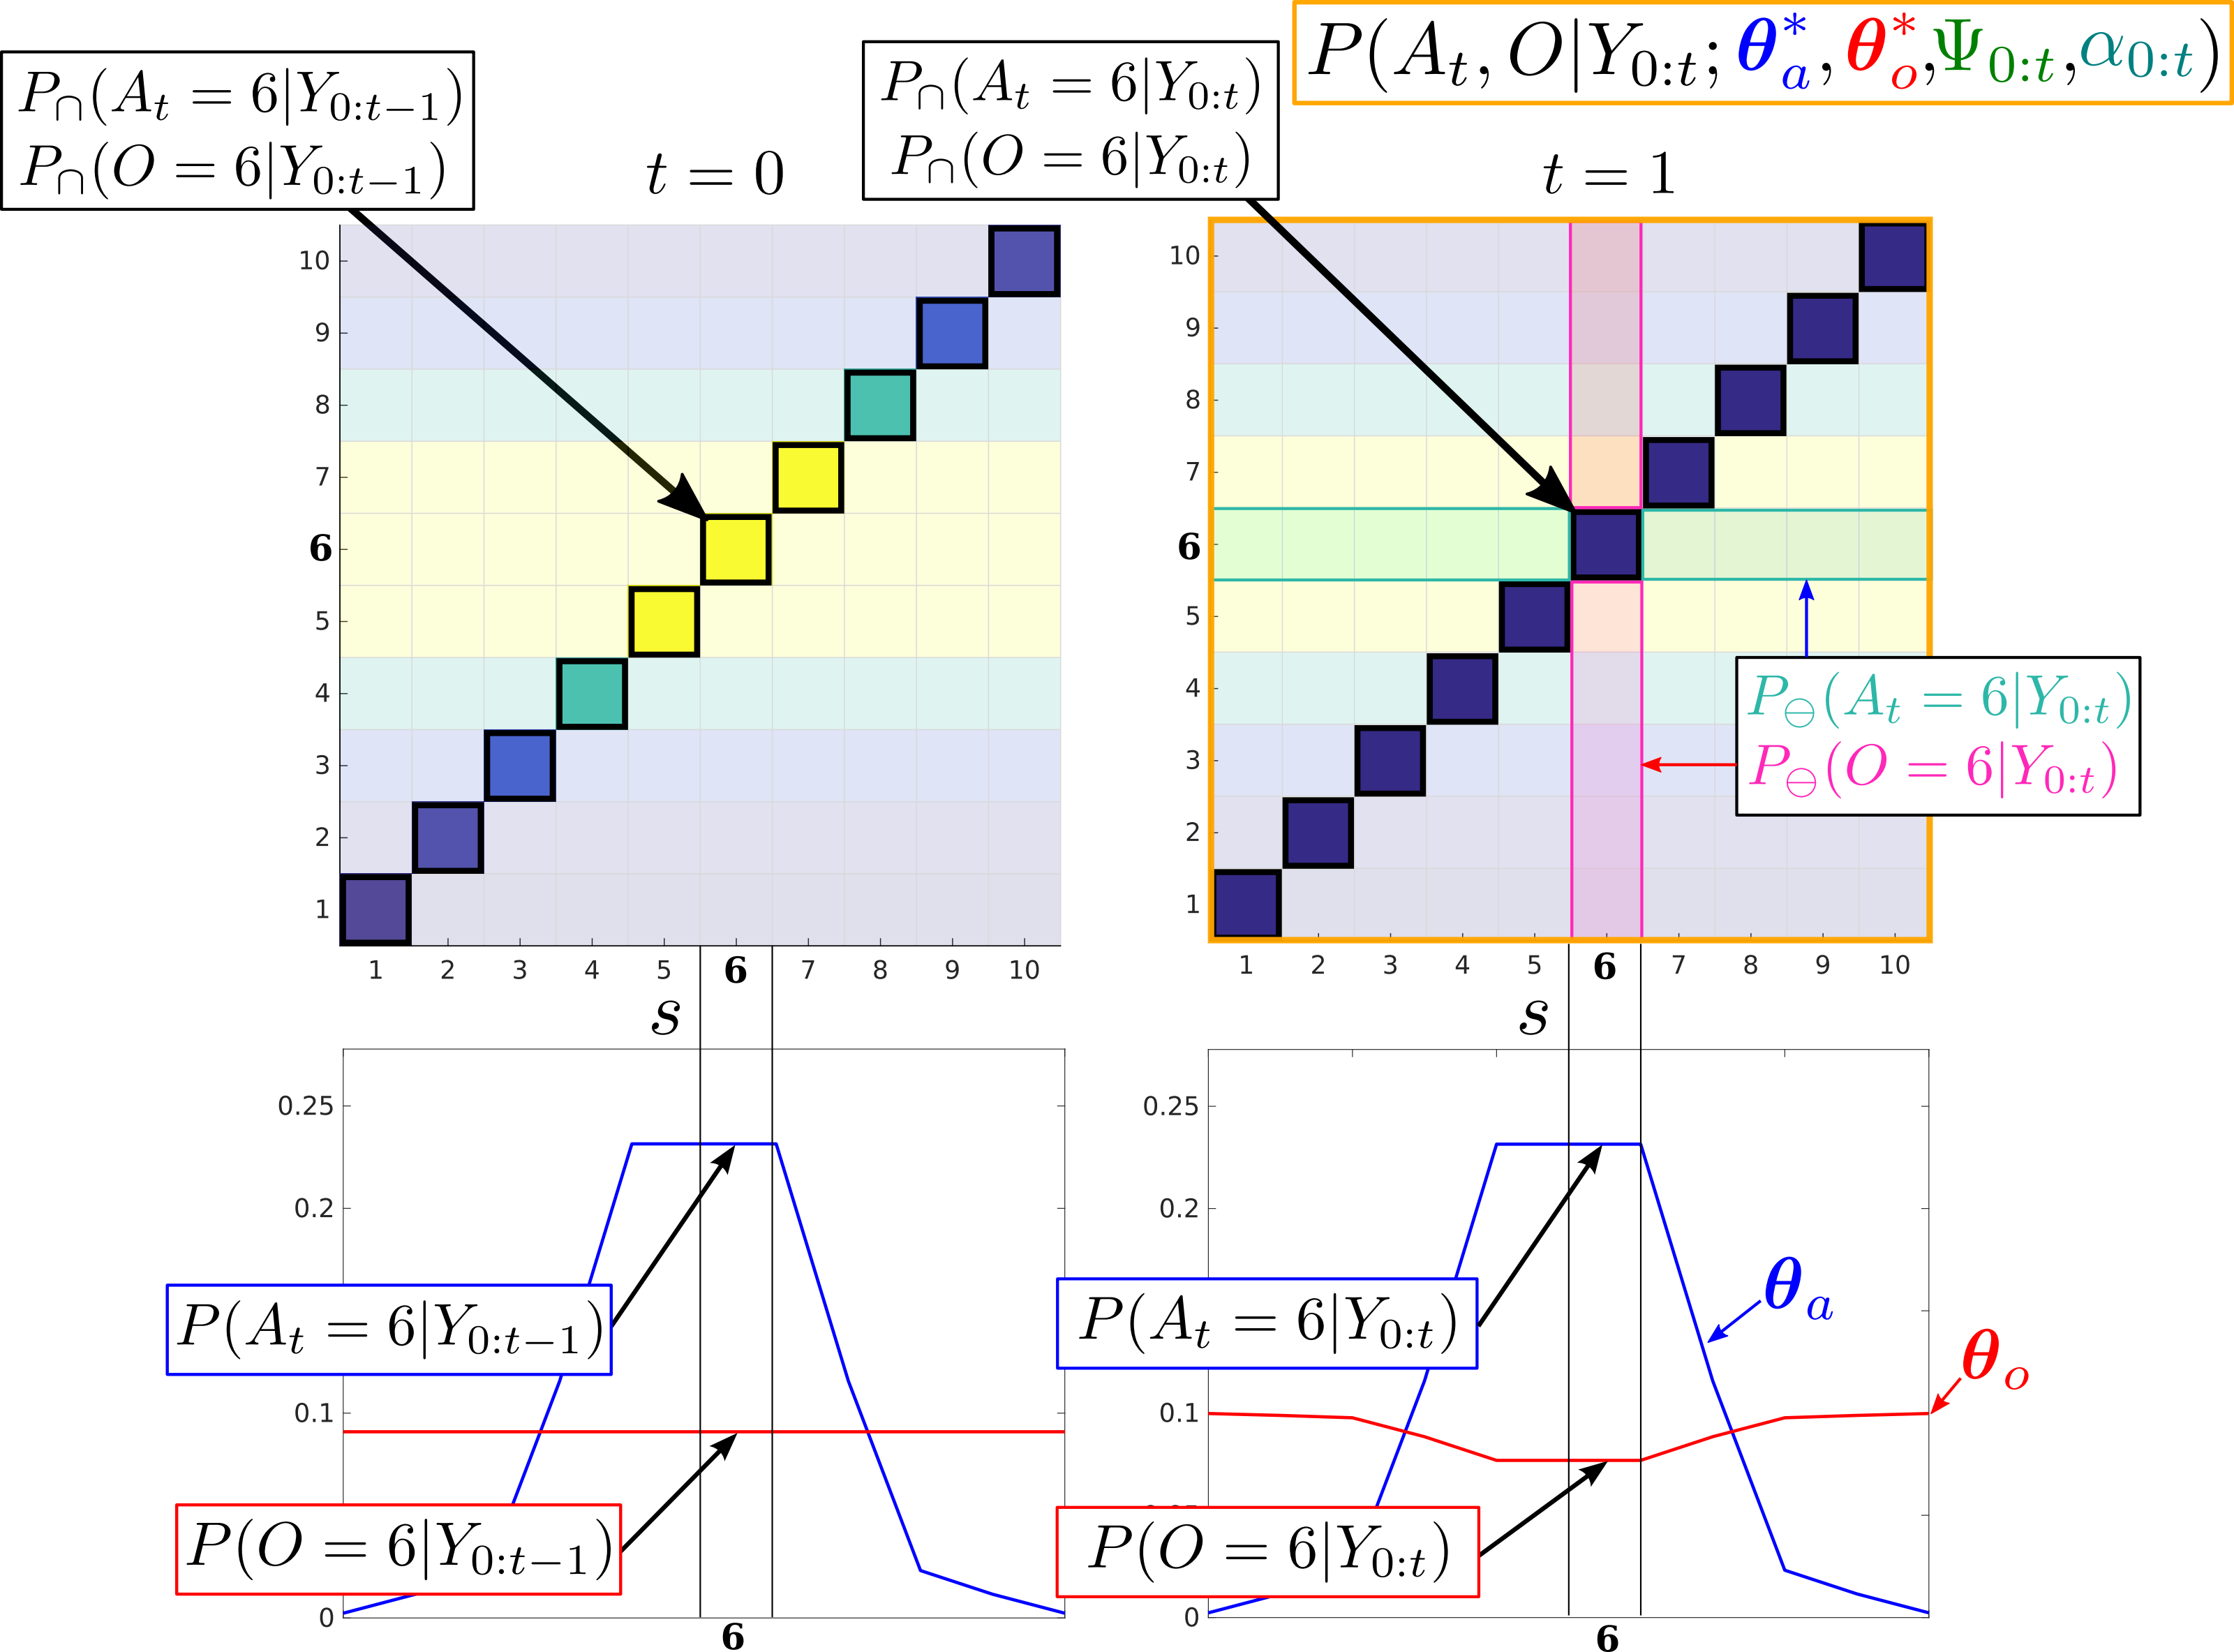 P∩(A_t = 6|Y_{0:t−1})
P∩(O = 6|Y_{0:t−1})
t = 0
P∩(A_t = 6|Y_{0:t})
P∩(O = 6|Y_{0:t})
P(A_t, O|Y_{0:t}; θ*_a, θ*_o, Ψ_{0:t}, α_{0:t})
t = 1
10
9
8
7
6
5
4
3
2
1
1 2 3 4 5 6 7 8 9 10
s
10
9
8
7
6
5
4
3
2
1
1 2 3 4 5 6 7 8 9 10
s
P⊖(A_t = 6|Y_{0:t})
P⊖(O = 6|Y_{0:t})
0.25
0.2
0.1
0
P(A_t = 6|Y_{0:t−1})
P(O = 6|Y_{0:t−1})
6
0.25
0.2
0.1
0
P(A_t = 6|Y_{0:t})
P(O = 6|Y_{0:t})
θ_a
θ_o
6